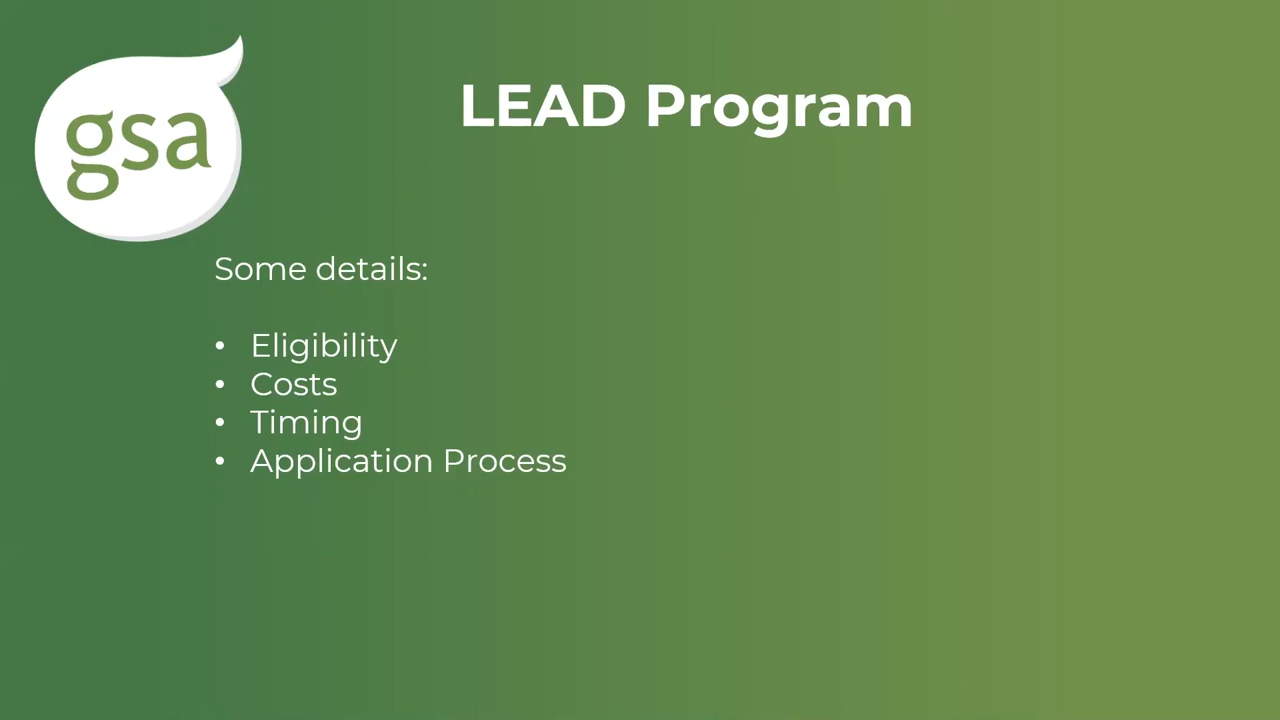 gsa
LEAD Program
Some details:
• Eligibility
• Costs
• Timing
• Application Process